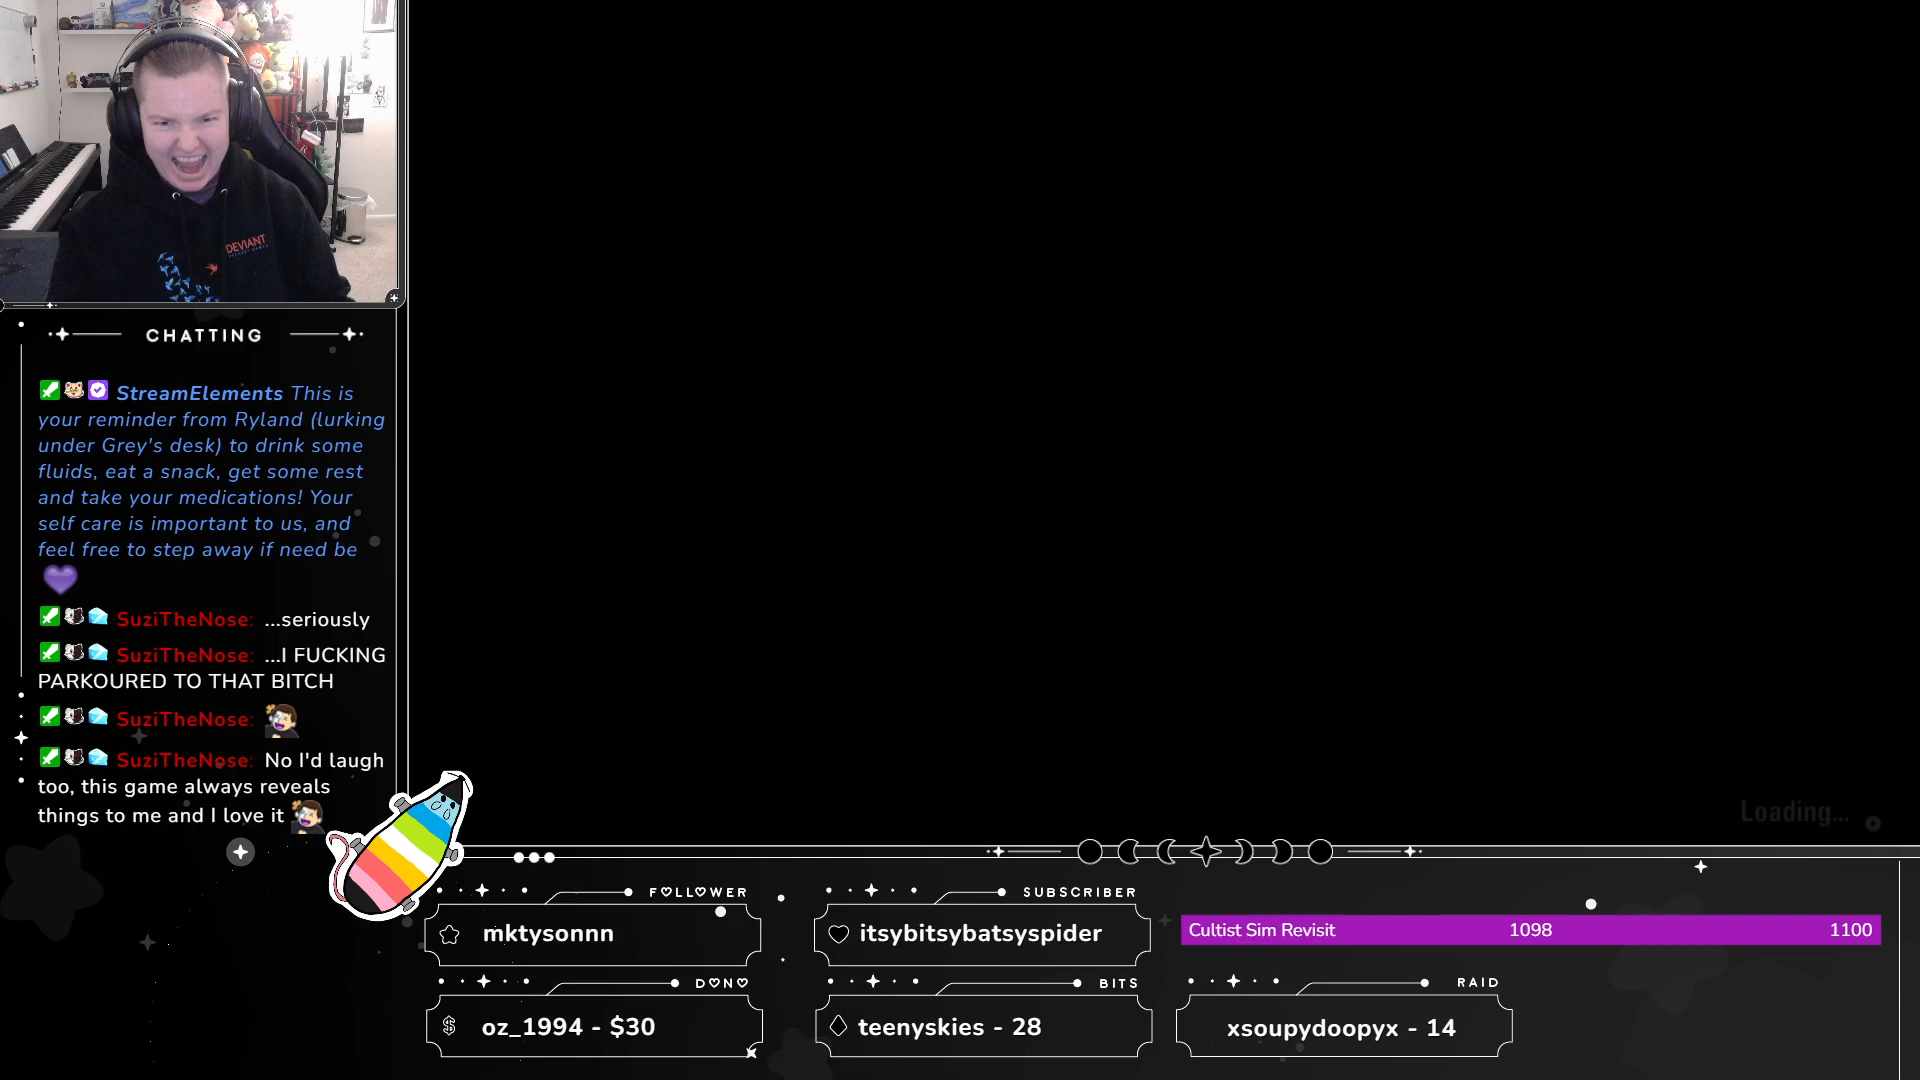 DEVIANT
CHATTING
StreamElements This is
your reminder from Ryland (lurking
under Grey's desk) to drink some
fluids, eat a snack, get some rest
and take your medications! Your
self care is important to us, and
feel free to step away if need be
SuziTheNose: ...seriously
SuziTheNose: ...I FUCKING
PARKOURED TO THAT BITCH
SuziTheNose:
SuziTheNose: No I'd laugh
too, this game always reveals
things to me and I love it
Loading...
FOLLOWER
mktysonnn
SUBSCRIBER
itsybitsybatsyspider
Cultist Sim Revisit 1098 1100
DONO
oz_1994 - $30
BITS
teenyskies - 28
RAID
xsoupydoopyx - 14